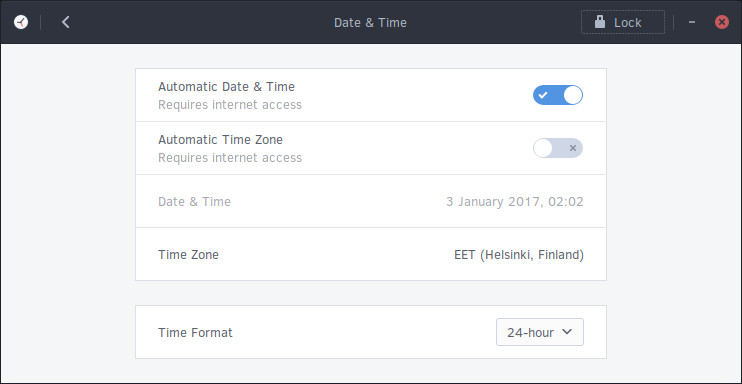 Date & Time
Lock
Automatic Date & Time
Requires internet access
Automatic Time Zone
Requires internet access
Date & Time 3 January 2017, 02:02
Time Zone EET (Helsinki, Finland)
Time Format 24-hour